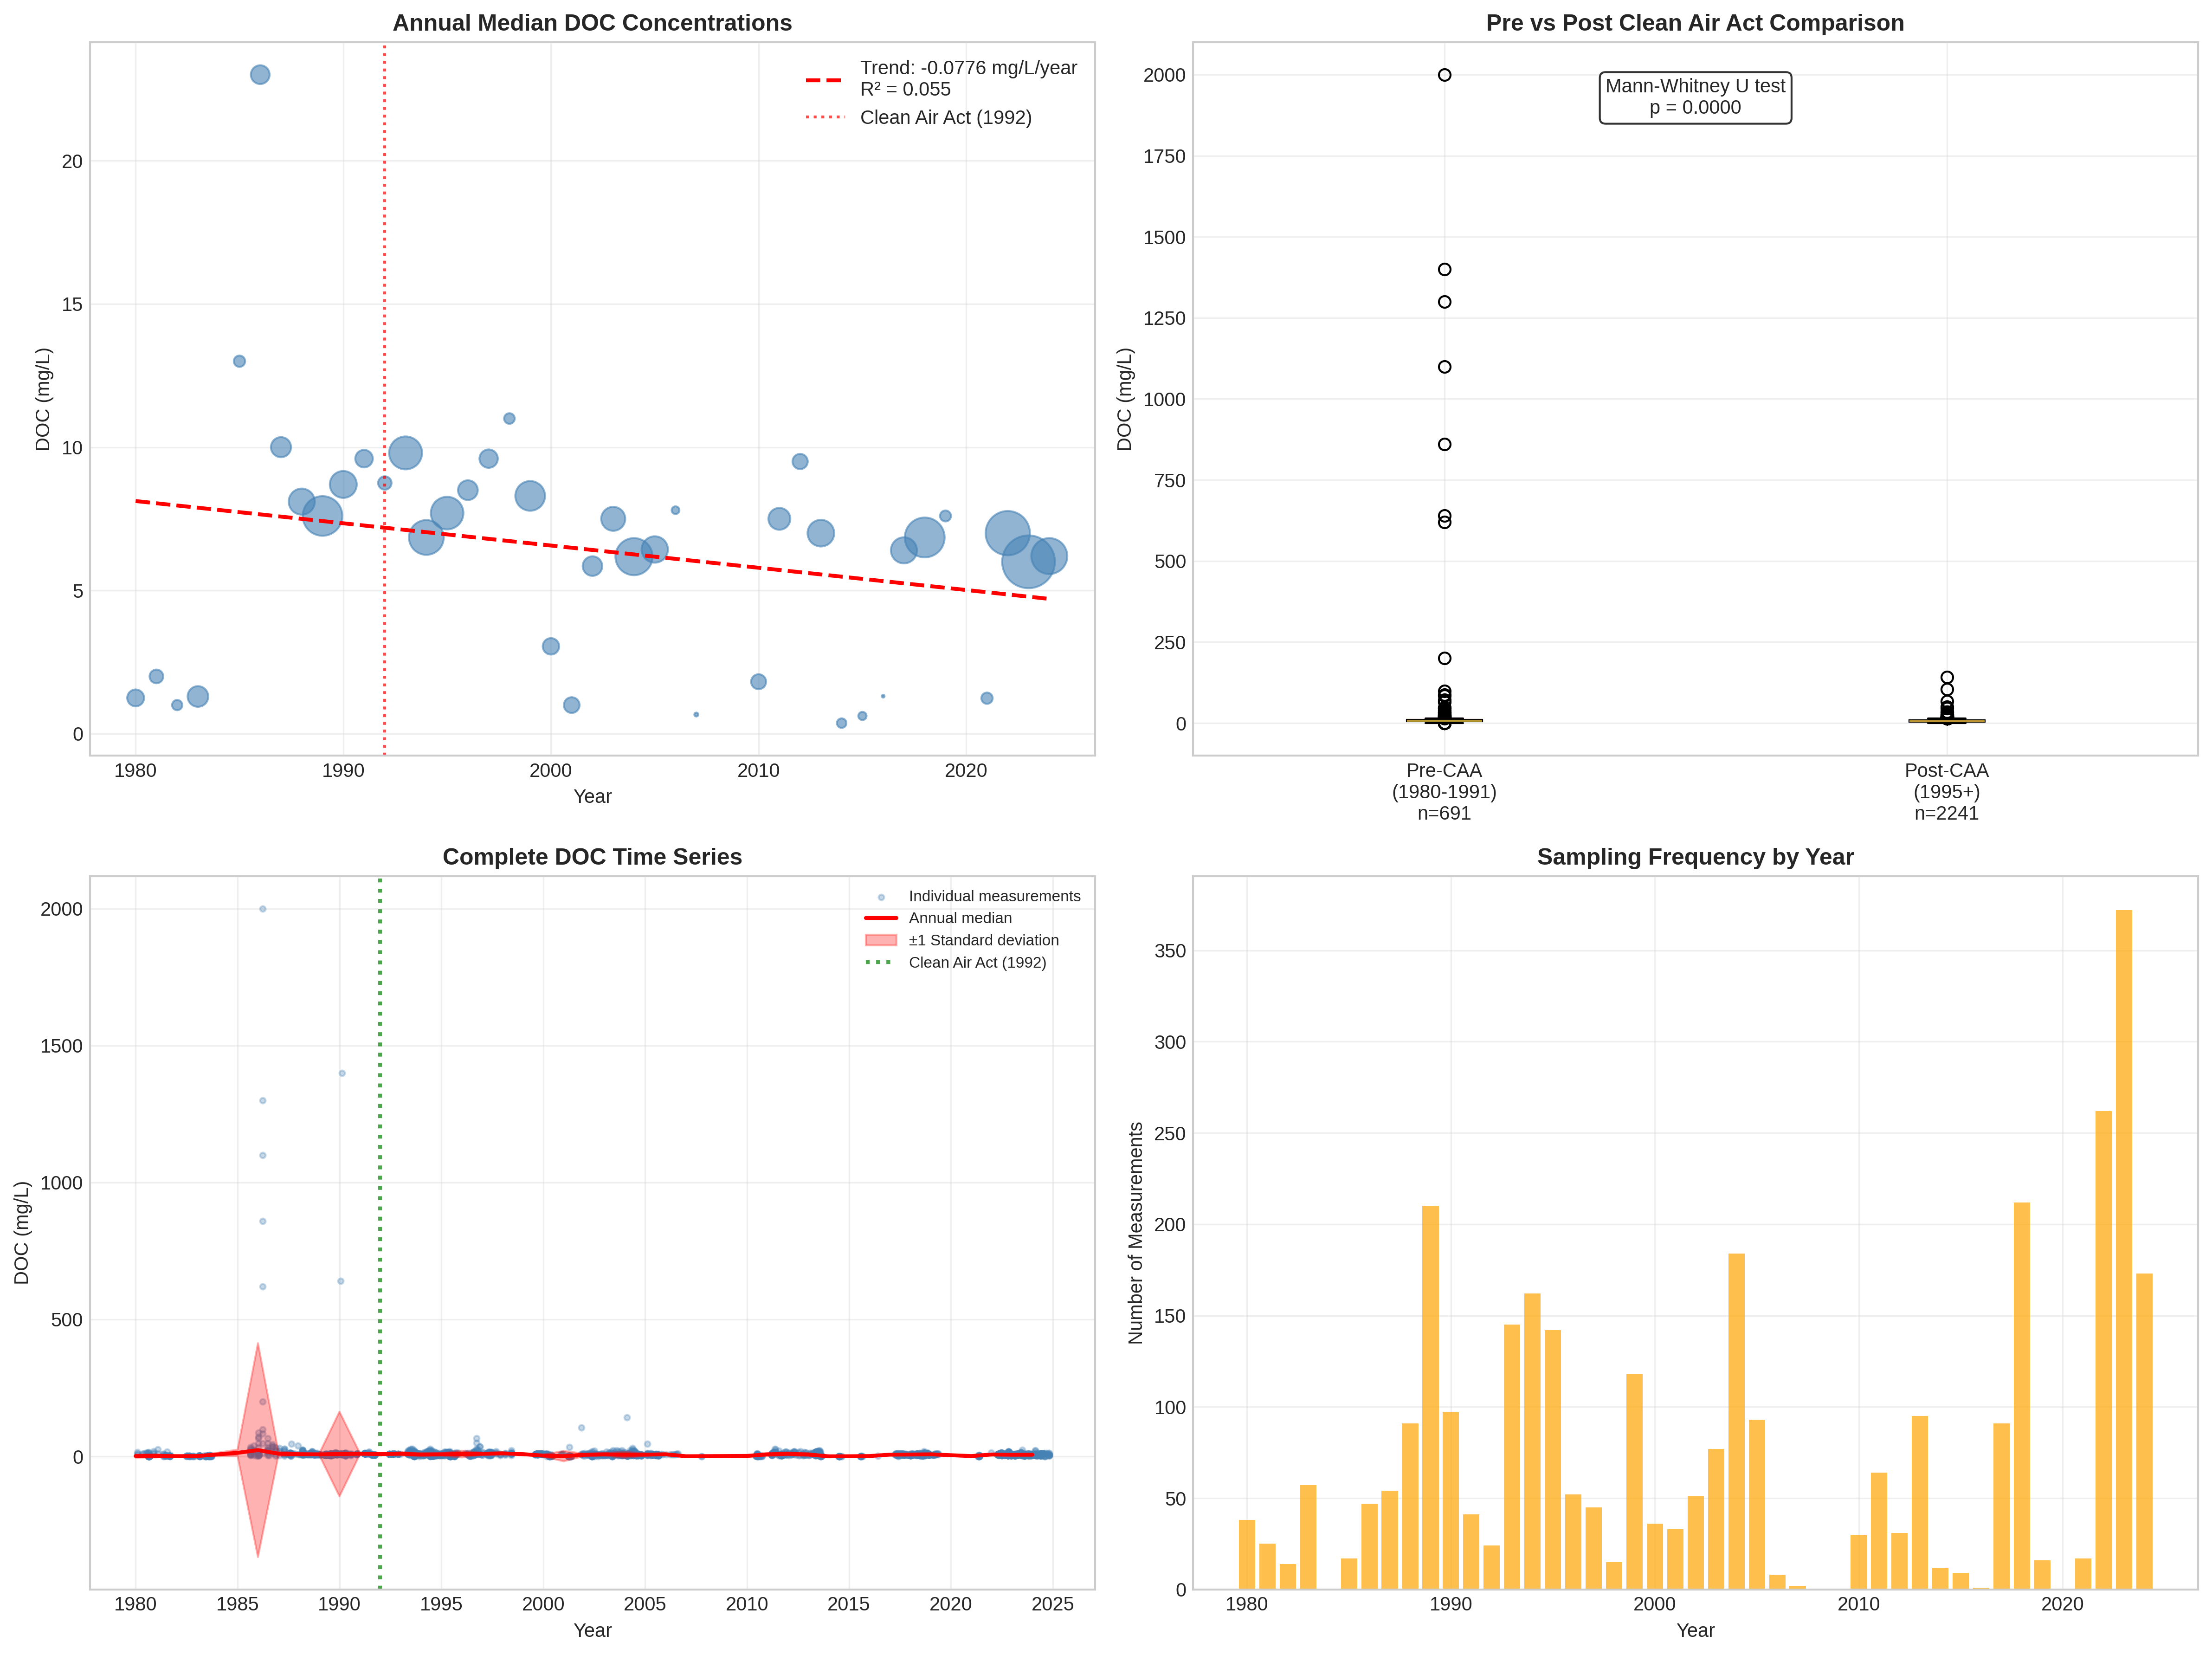 Annual Median DOC Concentrations
Trend: -0.0776 mg/L/year
R² = 0.055
Clean Air Act (1992)
DOC (mg/L)
20
15
10
5
0
1980
1990
2000
2010
2020
Year
Pre vs Post Clean Air Act Comparison
Mann-Whitney U test
p = 0.0000
DOC (mg/L)
2000
1750
1500
1250
1000
750
500
250
0
Pre-CAA
(1980-1991)
n=691
Post-CAA
(1995+)
n=2241
Complete DOC Time Series
Individual measurements
Annual median
±1 Standard deviation
Clean Air Act (1992)
DOC (mg/L)
2000
1500
1000
500
0
1980
1985
1990
1995
2000
2005
2010
2015
2020
2025
Year
Sampling Frequency by Year
Number of Measurements
350
300
250
200
150
100
50
0
1980
1990
2000
2010
2020
Year